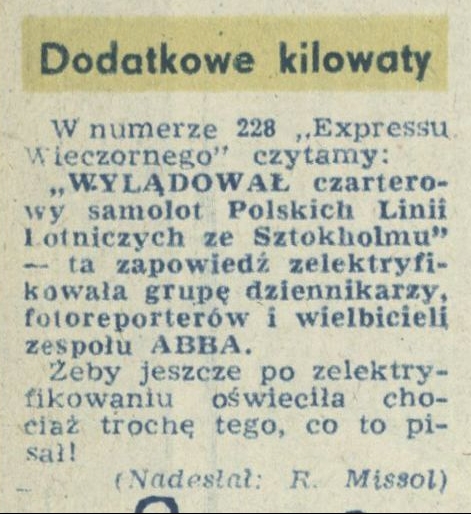 Dodatkowe kilowaty
W numerze 228 „Expressu
Wieczornego” czytamy:
„WYLĄDOWAŁ czartero-
wy samolot Polskich Linii
Lotniczych ze Sztokholmu”
— ta zapowiedź zelektryfi-
kowała grupę dziennikarzy,
fotoreporterów i wielbicieli
zespołu ABBA.
Żeby jeszcze po zelektry-
fikowaniu oświeciła cho-
ciaż trochę tego, co to pi-
sał!
(Nadesłał: R. Missol)